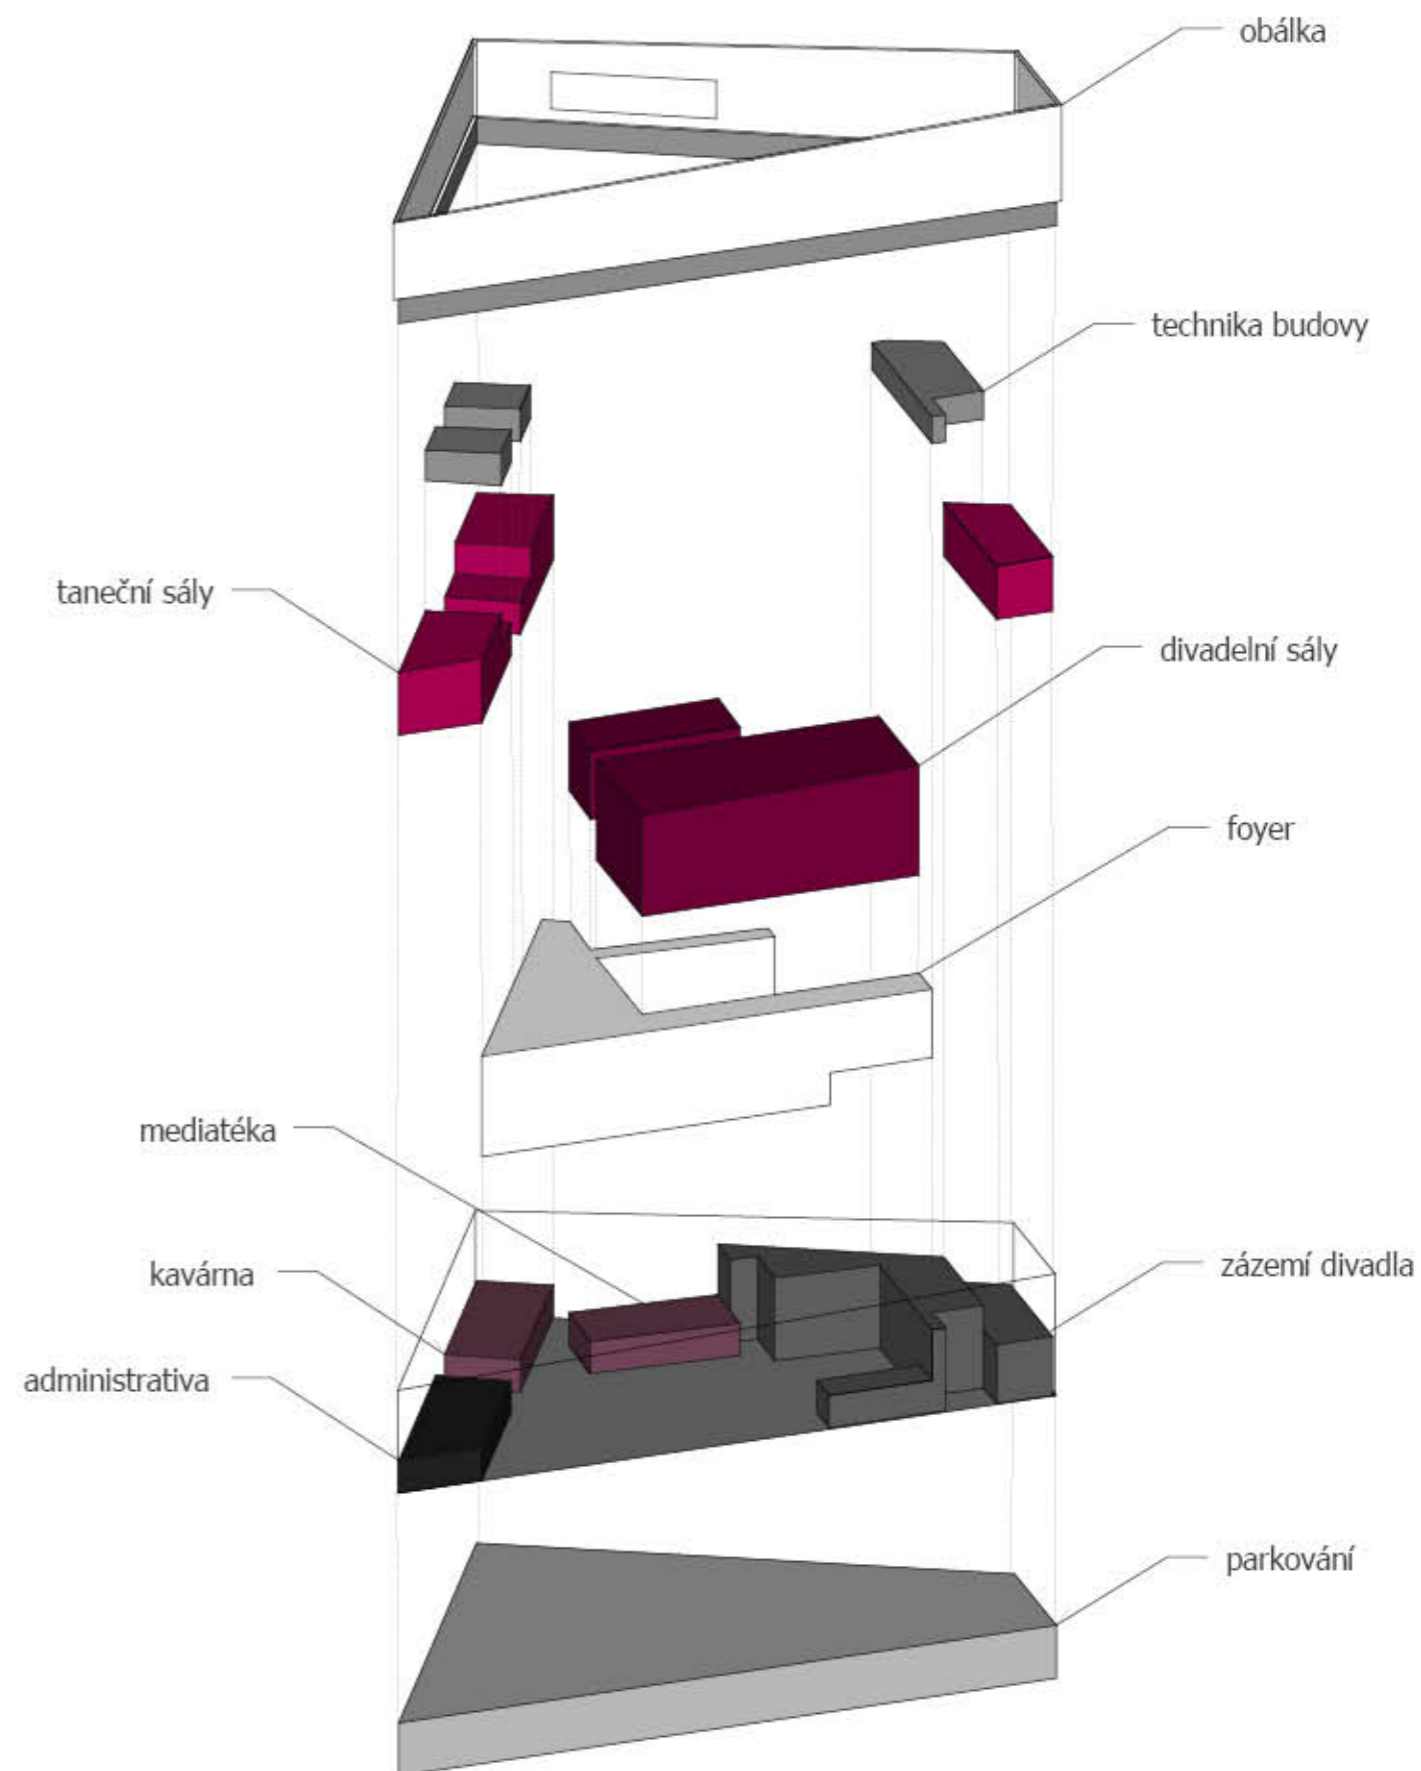 obálka
technika budovy
taneční sály
divadelní sály
foyer
mediatéka
kavárna
zázemí divadla
administrativa
parkování